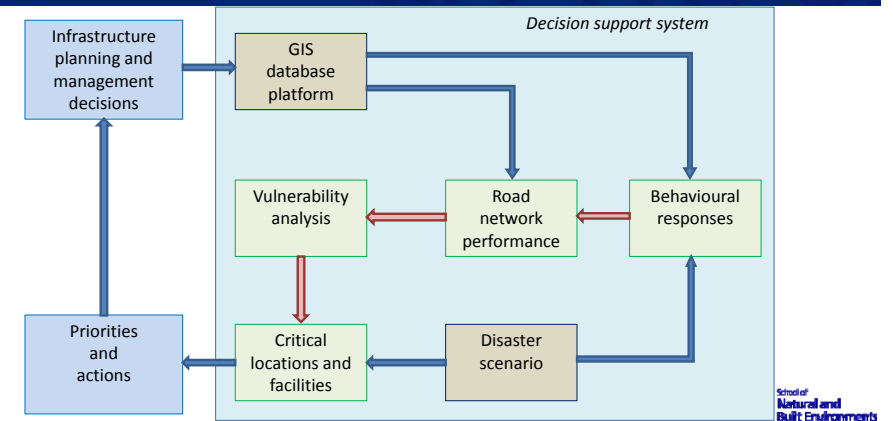 Decision support system
Infrastructure
planning and
management
decisions
GIS
database
platform
Vulnerability
analysis
Road
network
performance
Behavioural
responses
Priorities
and
actions
Critical
locations and
facilities
Disaster
scenario
School of
Natural and
Built Environments